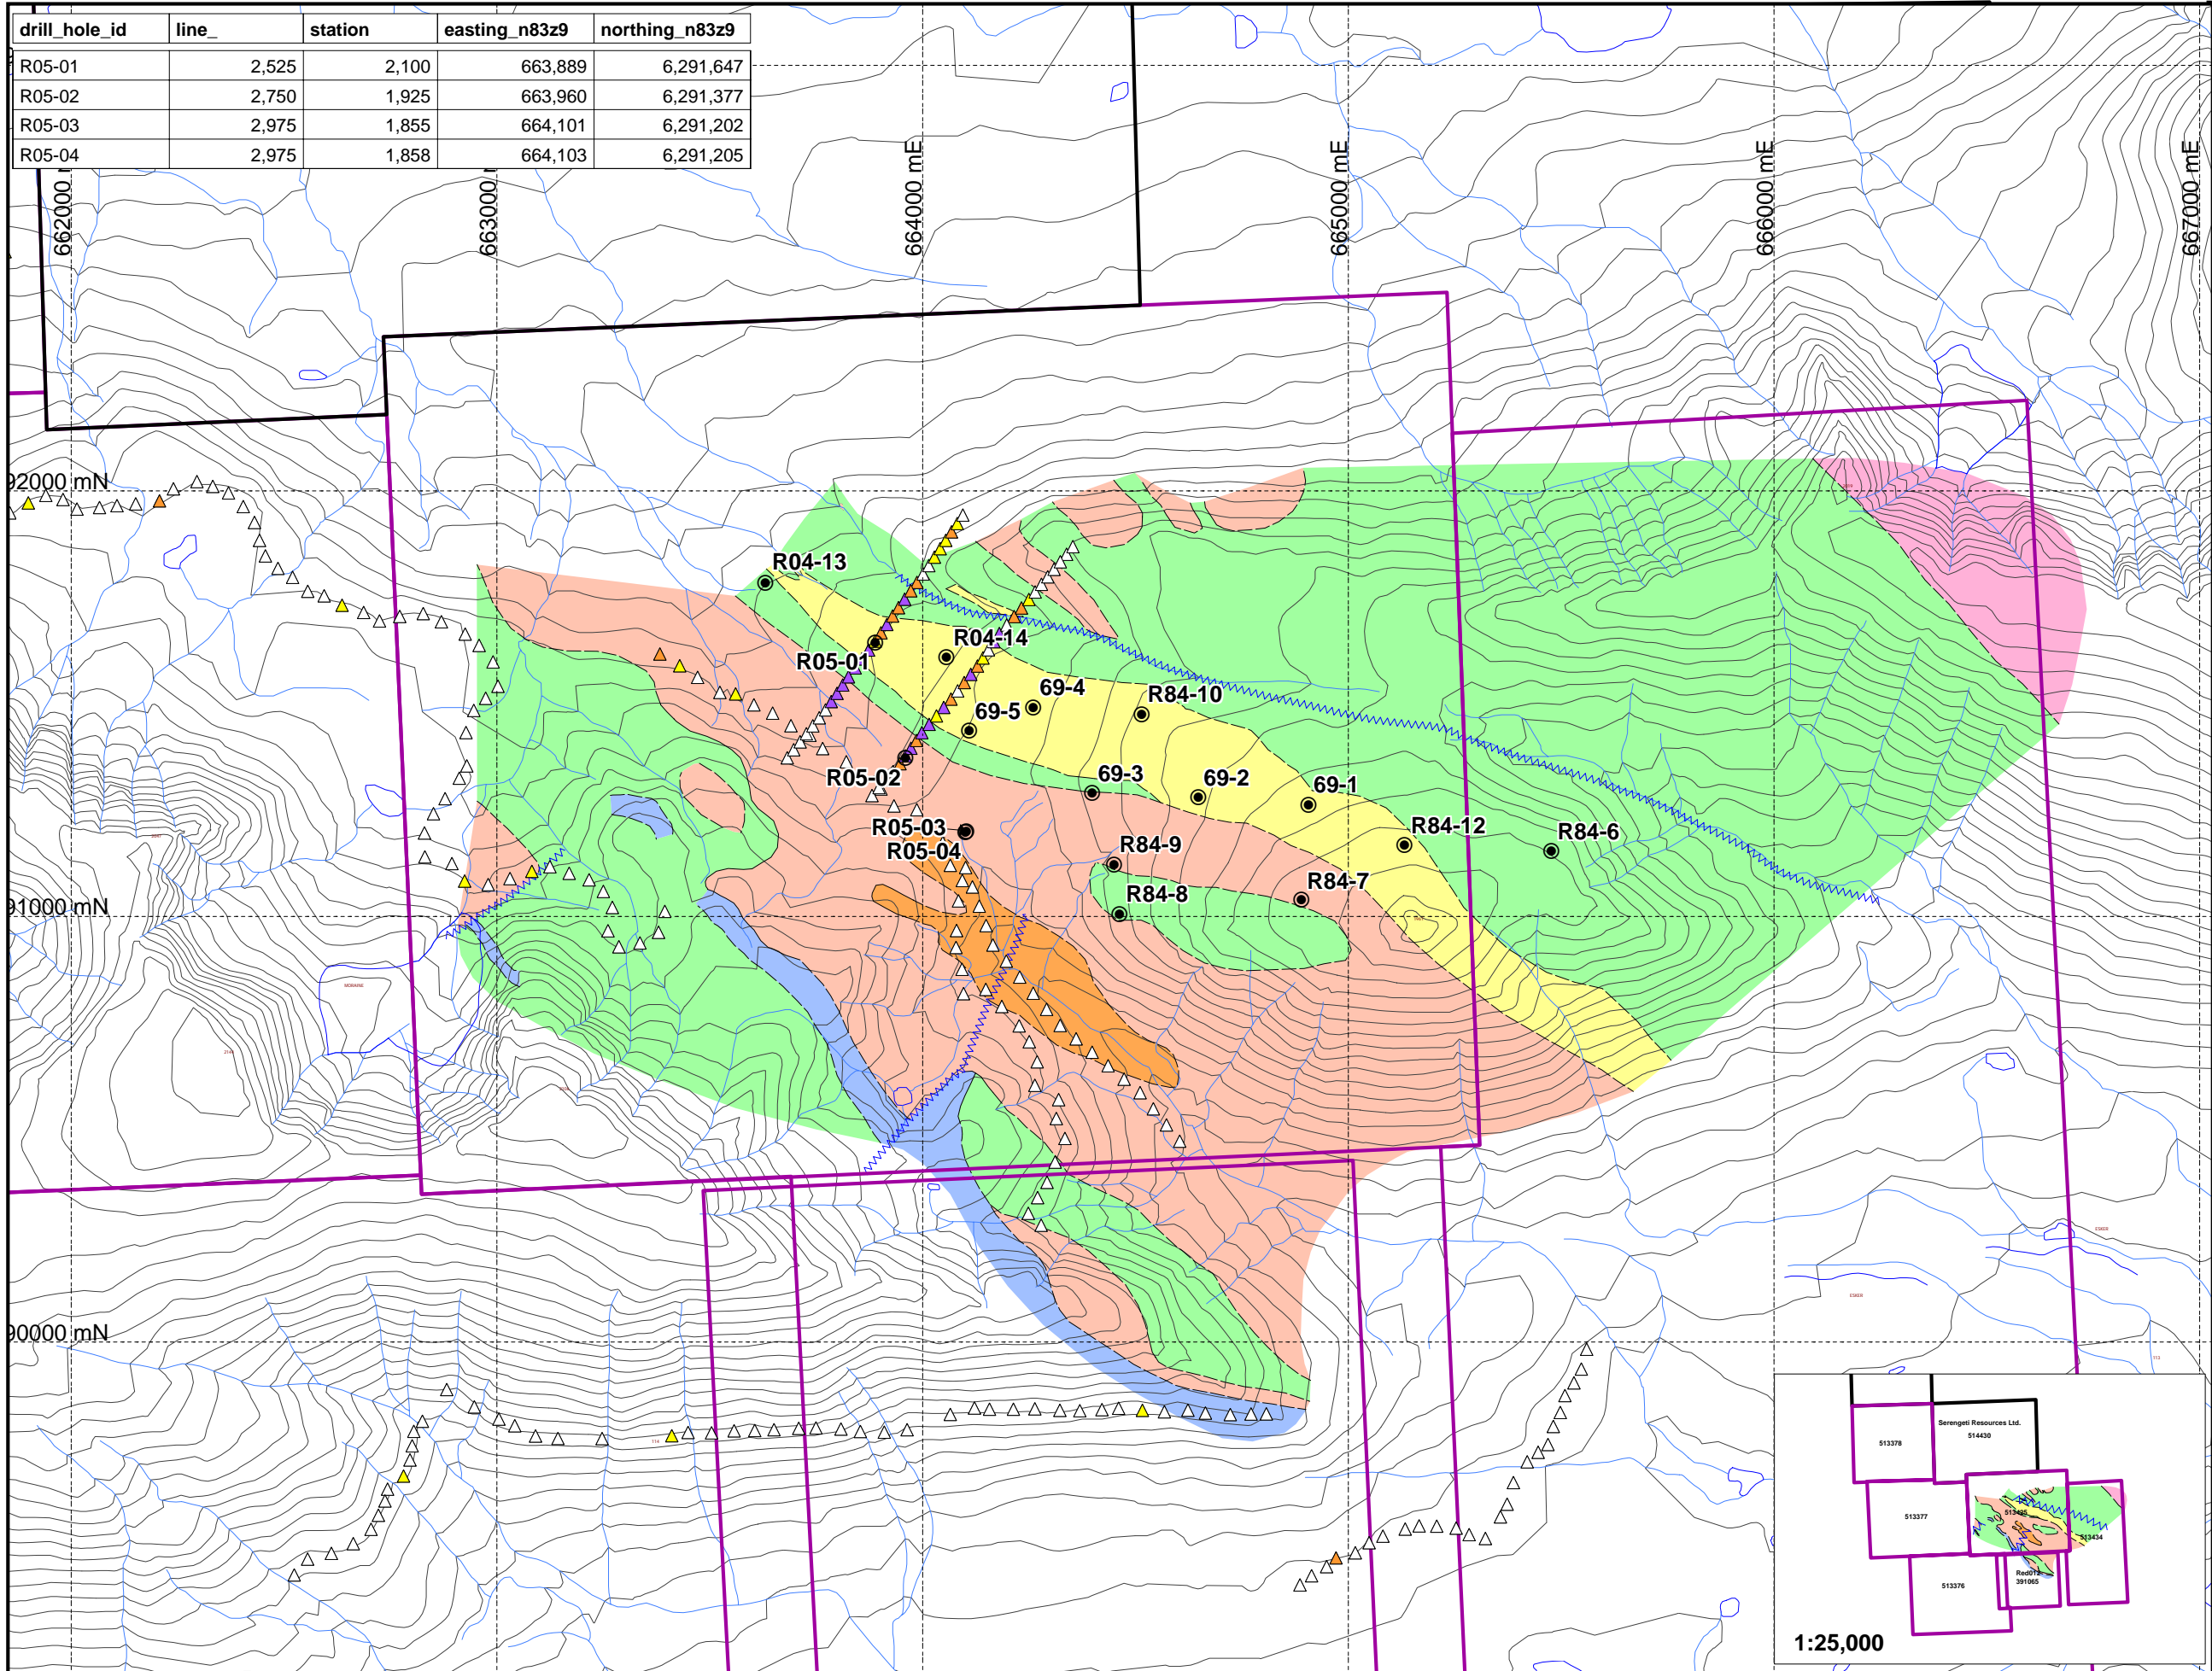 drill_hole_id line_ station easting_n83z9 northing_n83z9
R05-01 2,525 2,100 663,889 6,291,647
R05-02 2,750 1,925 663,960 6,291,377
R05-03 2,975 1,855 664,101 6,291,202
R05-04 2,975 1,858 664,103 6,291,205
662000 m
663000 m
664000 mE
665000 mE
666000 mE
667000 mE
92000 mN
R04-13
R04-14
R05-01
69-4
R84-10
69-5
R05-02
69-3
69-2
69-1
R05-03
R84-12
R84-6
R05-04
R84-9
R84-7
R84-8
91000 mN
MORAINE
ESKER
ESKER
90000 mN
Serengeti Resources Ltd.
514430
513378
513377
513434
513376
391065
1:25,000